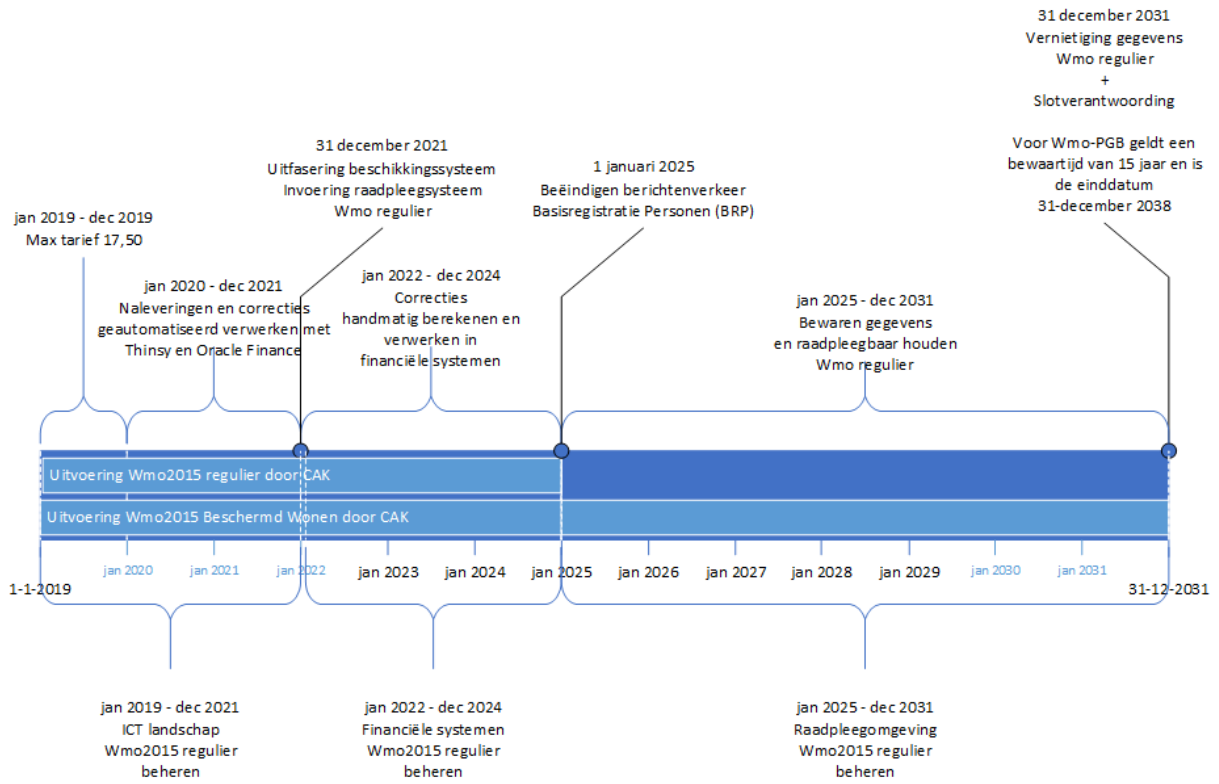 31 december 2031
Vernietiging gegevens
Wmo regulier
+
Slotverantwoording
Voor Wmo-PGB geldt een
bewaartijd van 15 jaar en is
de einddatum
31-december 2038
31 december 2021
Uitfasering beschikkingssysteem
Invoering raadpleegsysteem
Wmo regulier
1 januari 2025
Beëindigen berichtenverkeer
Basisregistratie Personen (BRP)
jan 2019 - dec 2019
Max tarief 17,50
jan 2020 - dec 2021
Naleveringen en correcties
geautomatiseerd verwerken met
Thinsy en Oracle Finance
jan 2022 - dec 2024
Correcties
handmatig berekenen en
verwerken in
financiële systemen
jan 2025 - dec 2031
Bewaren gegevens
en raadpleegbaar houden
Wmo regulier
Uitvoering Wmo2015 regulier door CAK
Uitvoering Wmo2015 Beschermd Wonen door CAK
jan 2020 jan 2021 jan 2022 jan 2023 jan 2024 jan 2025 jan 2026 jan 2027 jan 2028 jan 2029 jan 2030 jan 2031
1-1-2019 31-12-2031
jan 2019 - dec 2021
ICT landschap
Wmo2015 regulier
beheren
jan 2022 - dec 2024
Financiële systemen
Wmo2015 regulier
beheren
jan 2025 - dec 2031
Raadpleegomgeving
Wmo2015 regulier
beheren